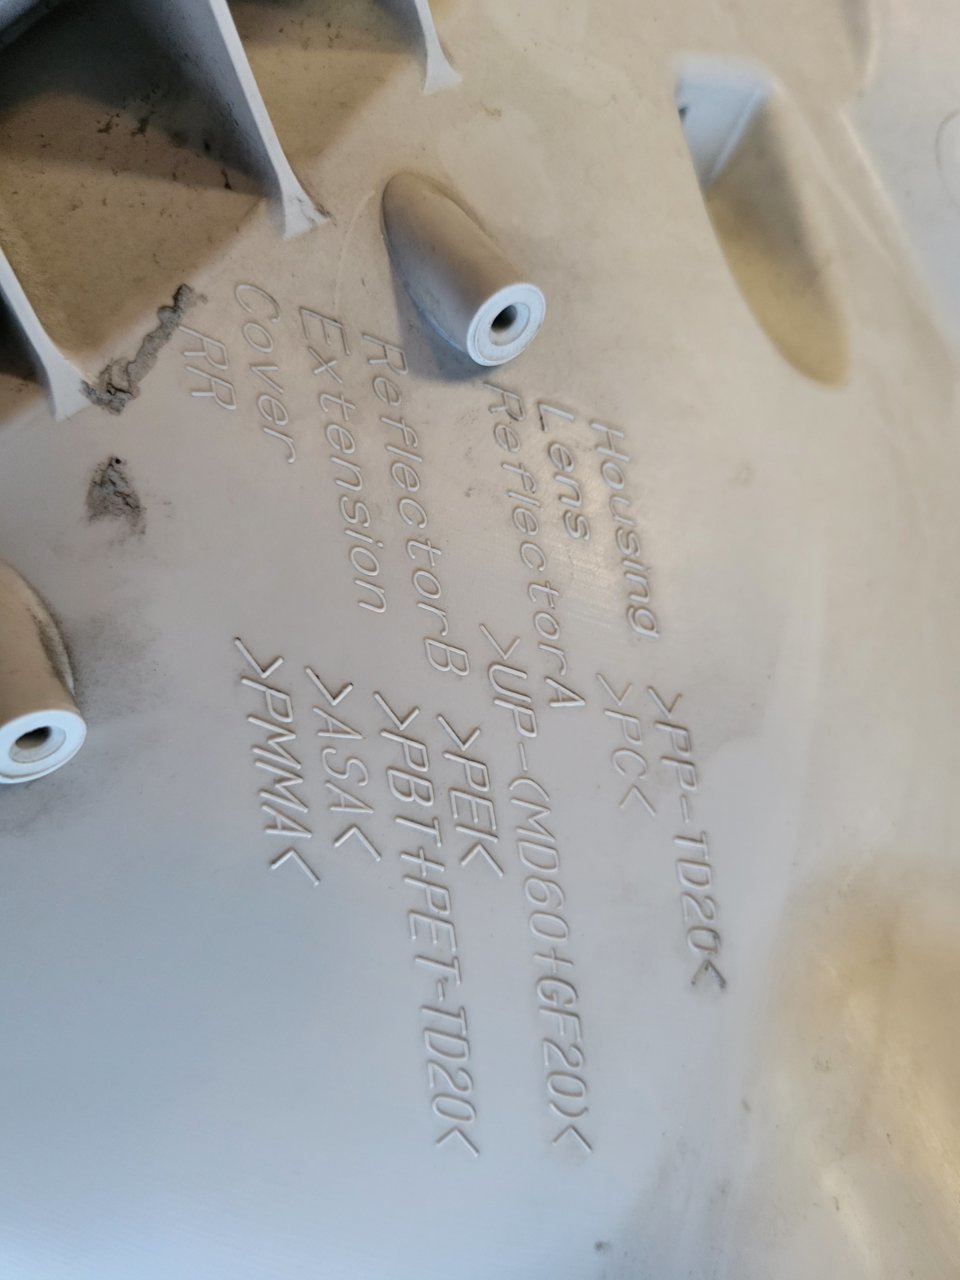 Housing >PP-TD20<
Lens >PC<
ReflectorA >UP-(MD60+GF20)<
ReflectorB >PEK<
Extension >PBT+PET-TD20<
Cover >ASA<
RR >PMMA<